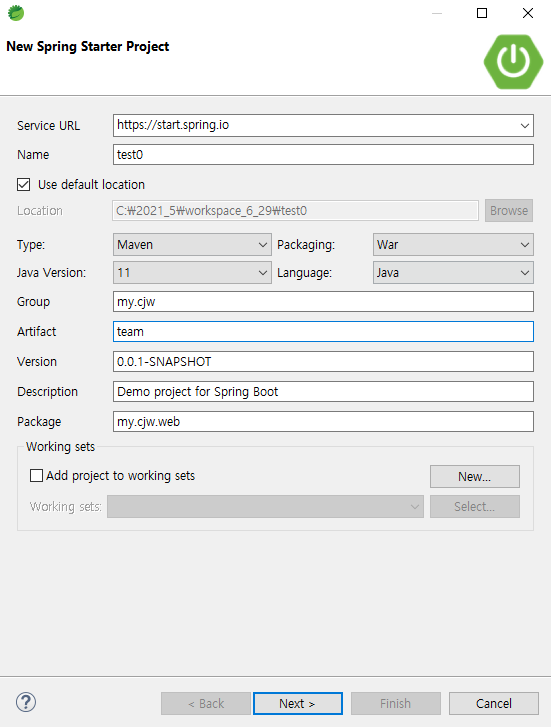 New Spring Starter Project
Service URL https://start.spring.io
Name test0
Use default location
Location C:₩2021_5₩workspace_6_29₩test0 Browse
Type: Maven Packaging: War
Java Version: 11 Language: Java
Group my.cjw
Artifact team
Version 0.0.1-SNAPSHOT
Description Demo project for Spring Boot
Package my.cjw.web
Working sets
Add project to working sets New...
Working sets: Select...
? < Back Next > Finish Cancel